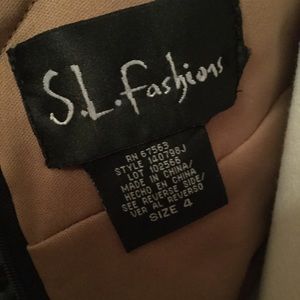 S.L. Fashions
RN 67563
STYLE 140798J
LOT 102566
MADE IN CHINA/
HECHO EN CHINA
SEE REVERSE SIDE/
VER AL REVERSO
SIZE 4